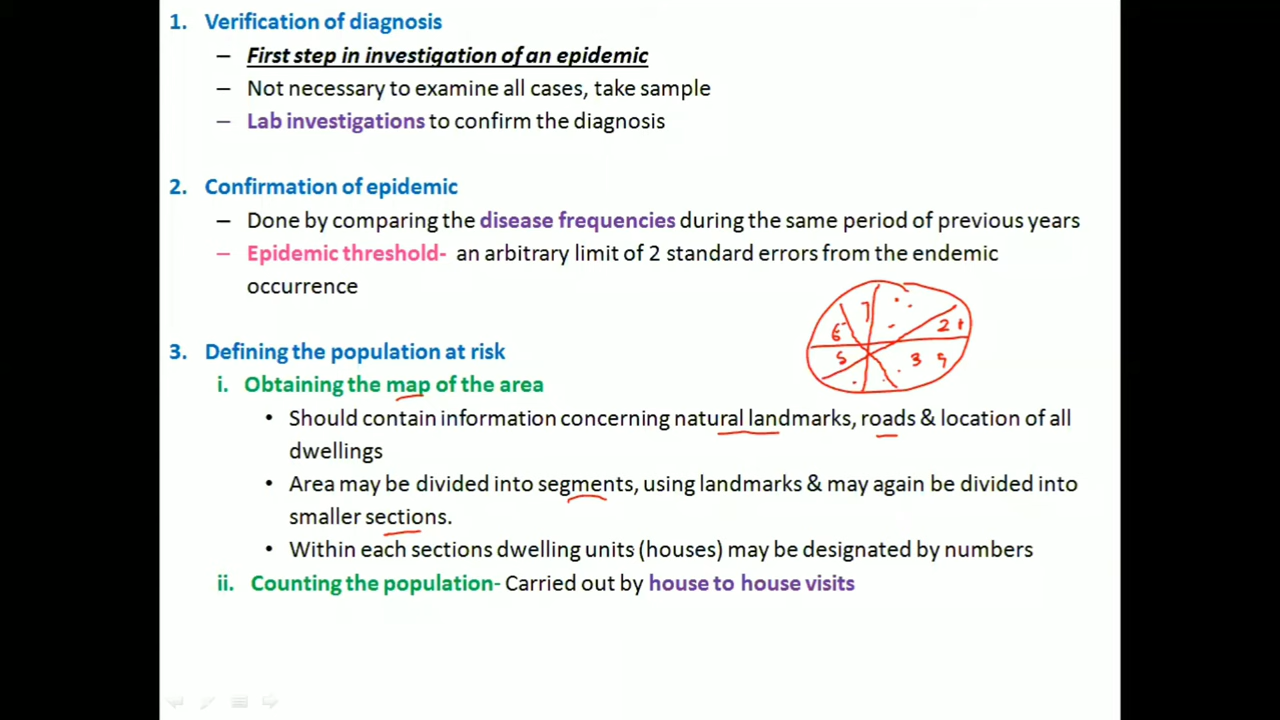 1. Verification of diagnosis
– First step in investigation of an epidemic
– Not necessary to examine all cases, take sample
– Lab investigations to confirm the diagnosis
2. Confirmation of epidemic
– Done by comparing the disease frequencies during the same period of previous years
– Epidemic threshold- an arbitrary limit of 2 standard errors from the endemic
occurrence
3. Defining the population at risk
i. Obtaining the map of the area
• Should contain information concerning natural landmarks, roads & location of all
dwellings
• Area may be divided into segments, using landmarks & may again be divided into
smaller sections.
• Within each sections dwelling units (houses) may be designated by numbers
ii. Counting the population- Carried out by house to house visits
7
6 2
5 3